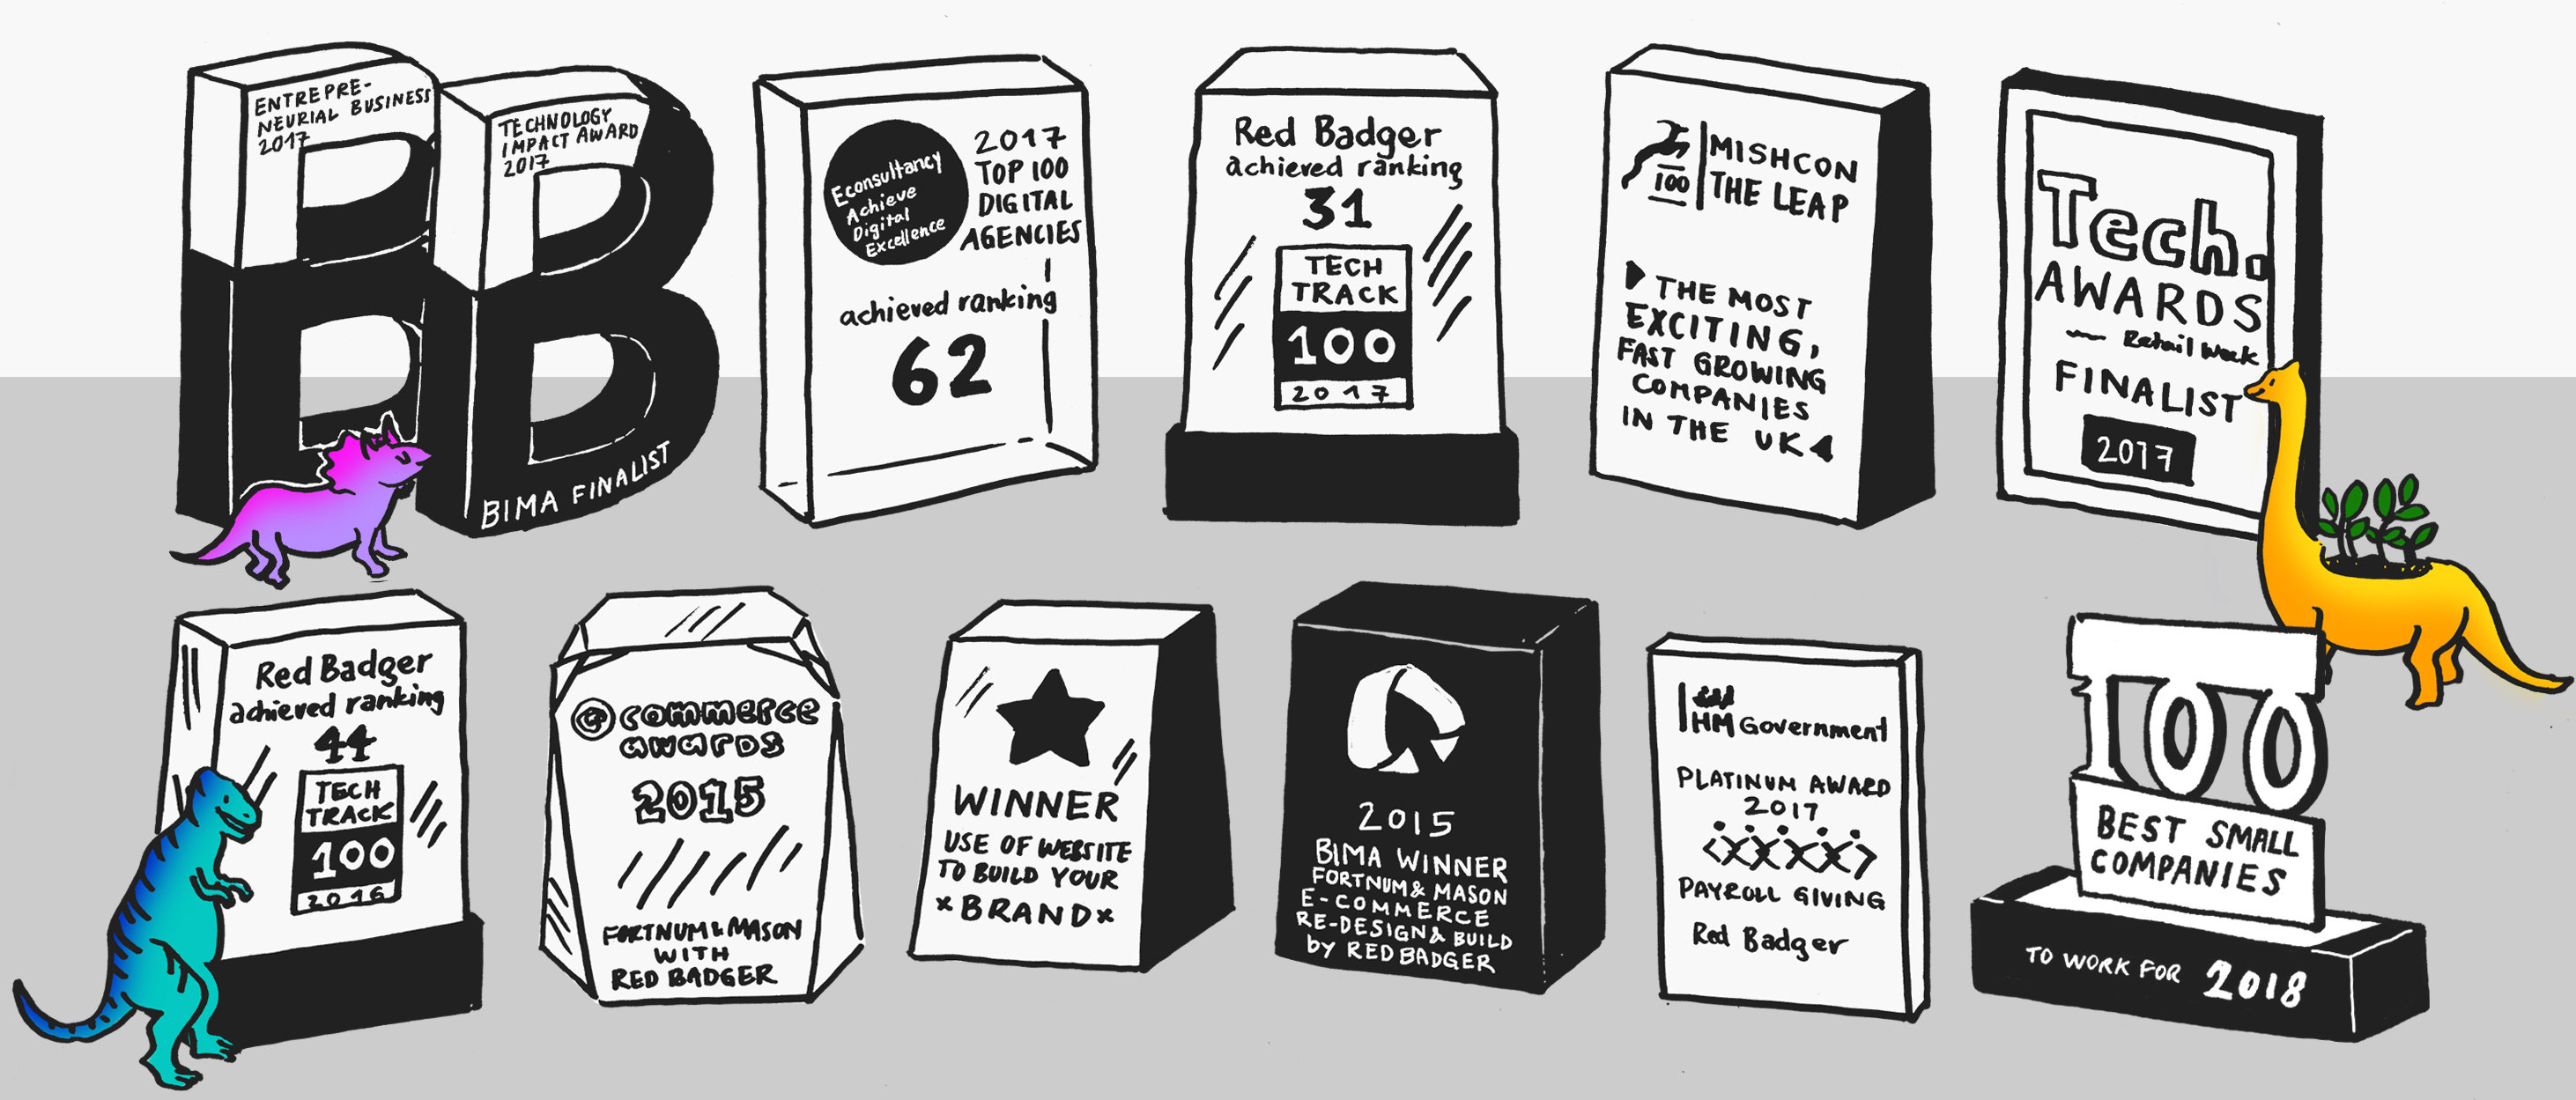 ENTREPRE-
NEURIAL BUSINESS
2017
TECHNOLOGY
IMPACT AWARD
2017
BIMA FINALIST
Econsultancy
Achieve
Digital
Excellence
2017
TOP 100
DIGITAL
AGENCIES
achieved ranking
62
Red Badger
achieved ranking
31
TECH
TRACK
100
2017
100
MISHCON
THE LEAP
THE MOST
EXCITING,
FAST GROWING
COMPANIES
IN THE UK
Tech.
AWARDS
Retail Week
FINALIST
2017
Red Badger
achieved ranking
44
TECH
TRACK
100
2016
@ commerce
awards
2015
FORTNUM & MASON
WITH
RED BADGER
WINNER
USE OF WEBSITE
TO BUILD YOUR
*BRAND*
2015
BIMA WINNER
FORTNUM & MASON
E-COMMERCE
RE-DESIGN & BUILD
by RED BADGER
HM Government
PLATINUM AWARD
2017
PAYROLL GIVING
Red Badger
100
BEST SMALL
COMPANIES
TO WORK FOR 2018